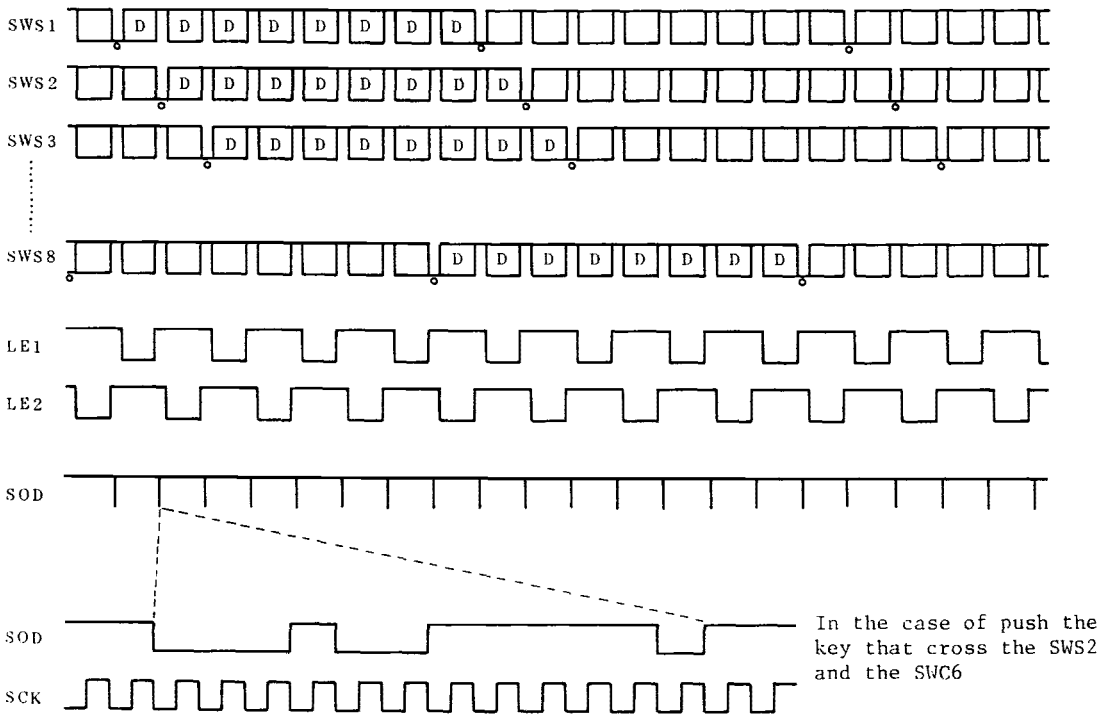 SWS1 D D D D D D D D
SWS2 D D D D D D D D
SWS3 D D D D D D D D
SWS8 D D D D D D D D
LE1
LE2
SOD
SOD
In the case of push the
key that cross the SWS2
and the SWC6
SCK